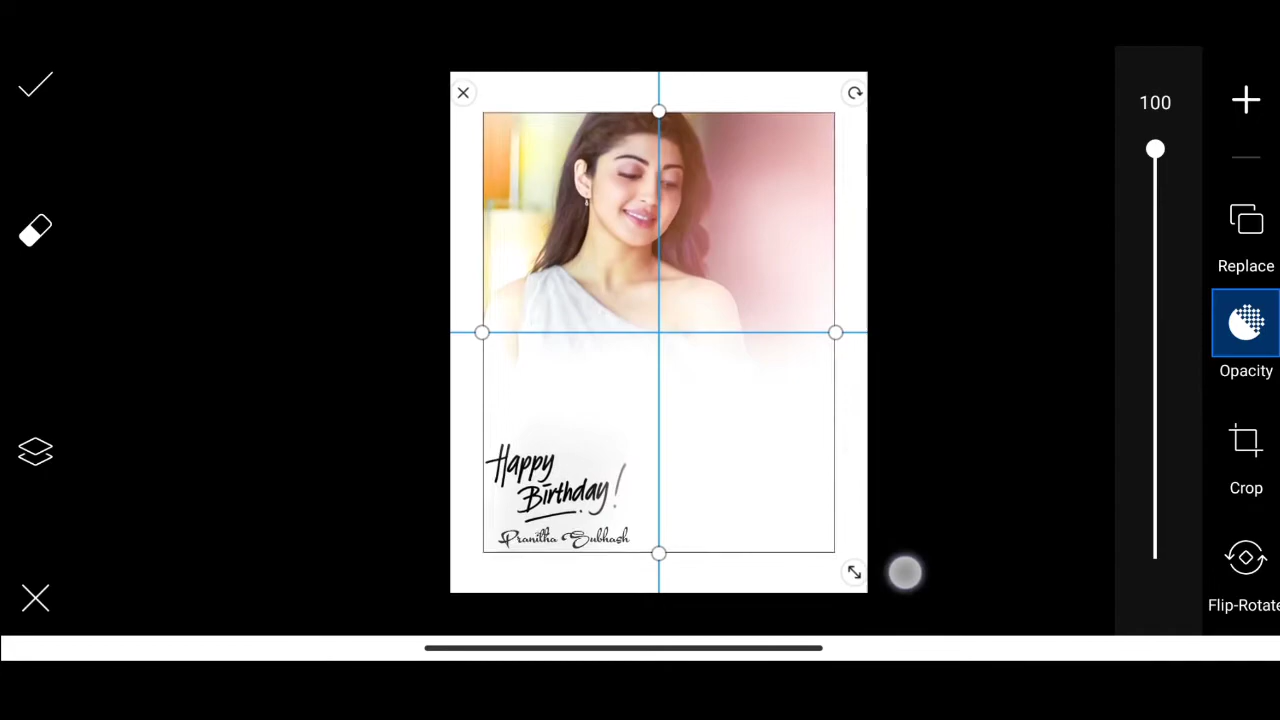 100
Replace
Opacity
Crop
Flip-Rotate
Happy
Birthday!
Pranitha Subhash